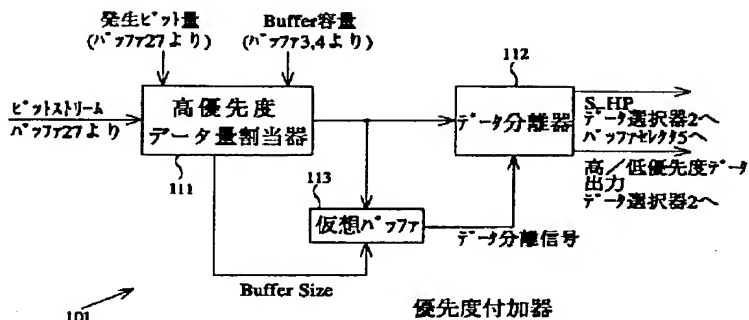 発生ビット量
(バッファ27より)
Buffer容量
(バッファ3,4より)
112
ビットストリーム
バッファ27より
高優先度
データ量割当器
111
データ分離器
S_HP
データ選択器2へ
バッファセレクタ5へ
高/低優先度データ
出力
データ選択器2へ
113
仮想バッファ
データ分離信号
Buffer Size
101
優先度付加器